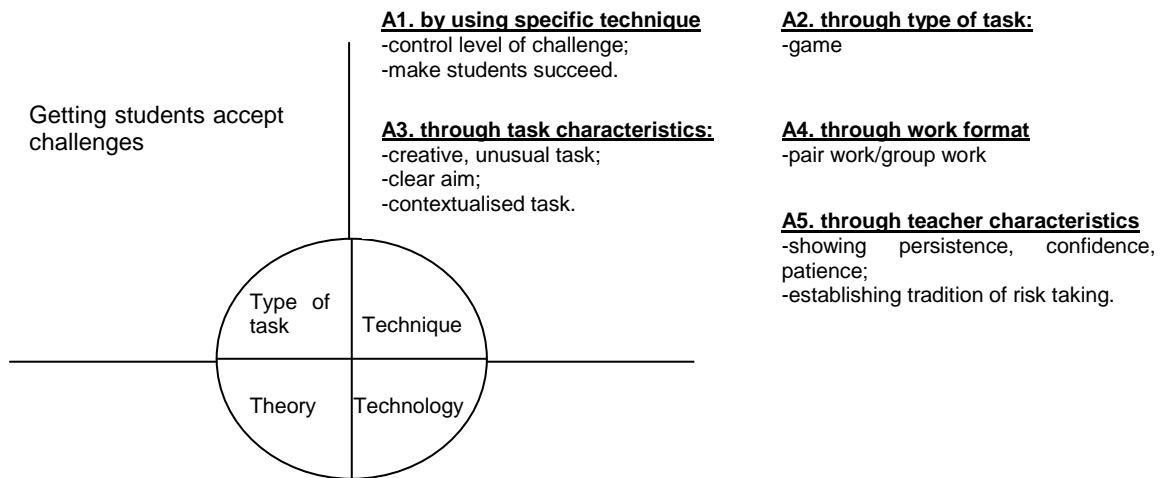 Getting students accept
challenges
A1. by using specific technique
-control level of challenge;
-make students succeed.
A2. through type of task:
-game
A3. through task characteristics:
-creative, unusual task;
-clear aim;
-contextualised task.
A4. through work format
-pair work/group work
A5. through teacher characteristics
-showing persistence, confidence,
patience;
-establishing tradition of risk taking.
Type of
task
Technique
Theory
Technology